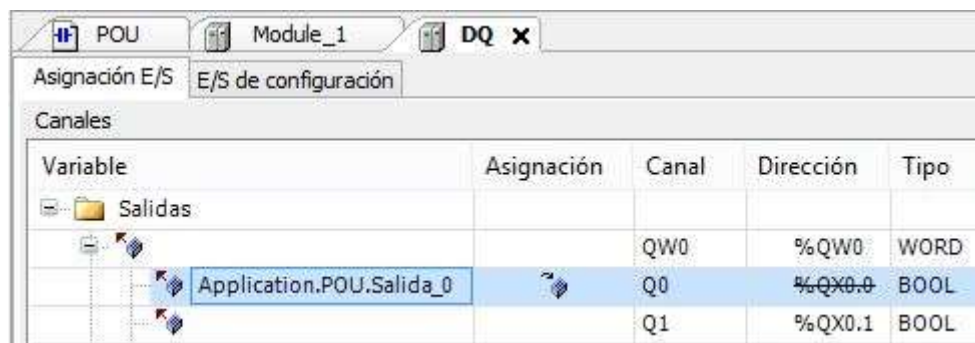 POU Module_1 DQ
Asignación E/S E/S de configuración
Canales
Variable Asignación Canal Dirección Tipo
Salidas
QW0 %QW0 WORD
Application.POU.Salida_0 Q0 %QX0.0 BOOL
Q1 %QX0.1 BOOL